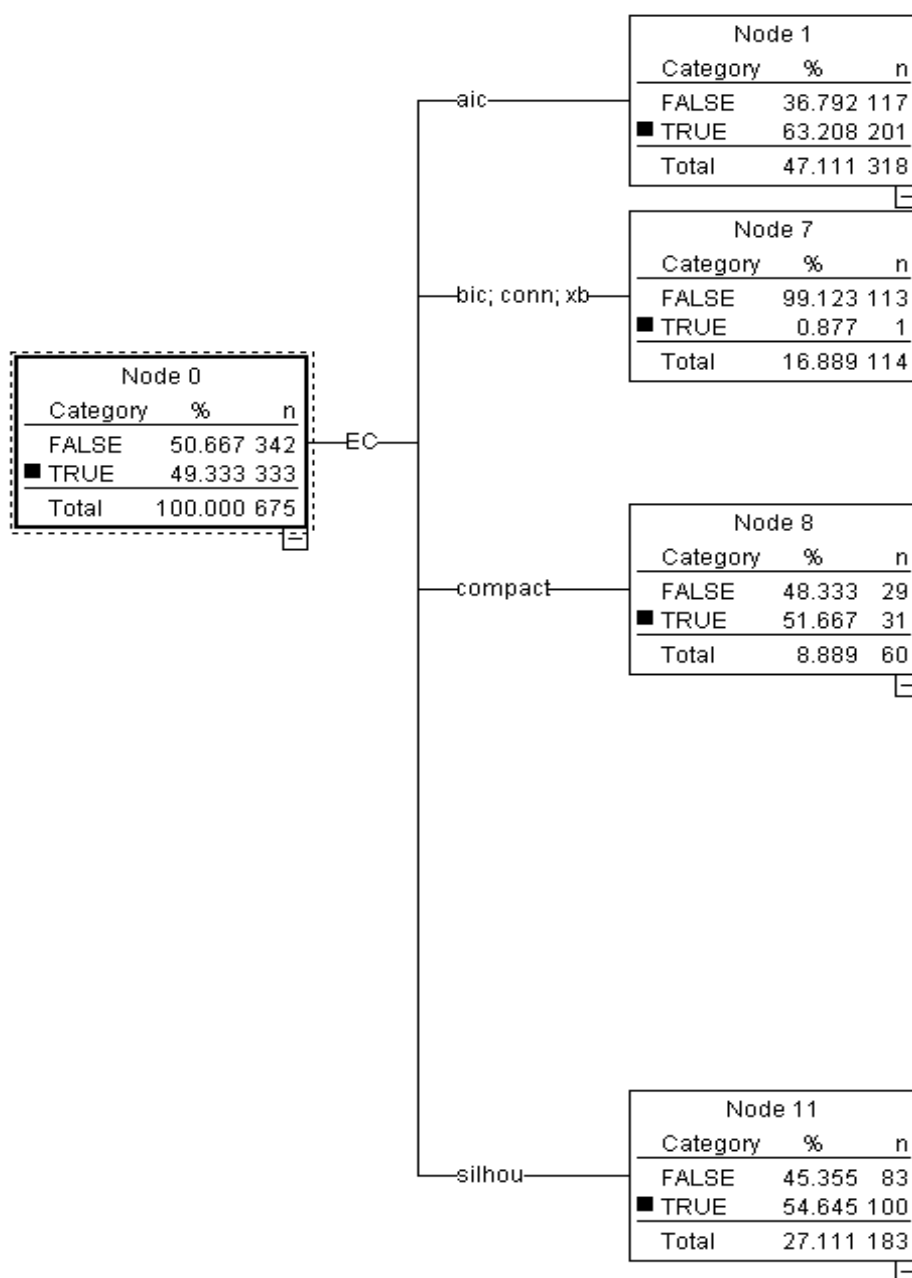 Node 1
Category % n
FALSE 36.792 117
TRUE 63.208 201
Total 47.111 318
aic
Node 7
Category % n
FALSE 99.123 113
TRUE 0.877 1
Total 16.889 114
bic; conn; xb
Node 0
Category % n
FALSE 50.667 342
TRUE 49.333 333
Total 100.000 675
EC
Node 8
Category % n
FALSE 48.333 29
TRUE 51.667 31
Total 8.889 60
compact
Node 11
Category % n
FALSE 45.355 83
TRUE 54.645 100
Total 27.111 183
silhou